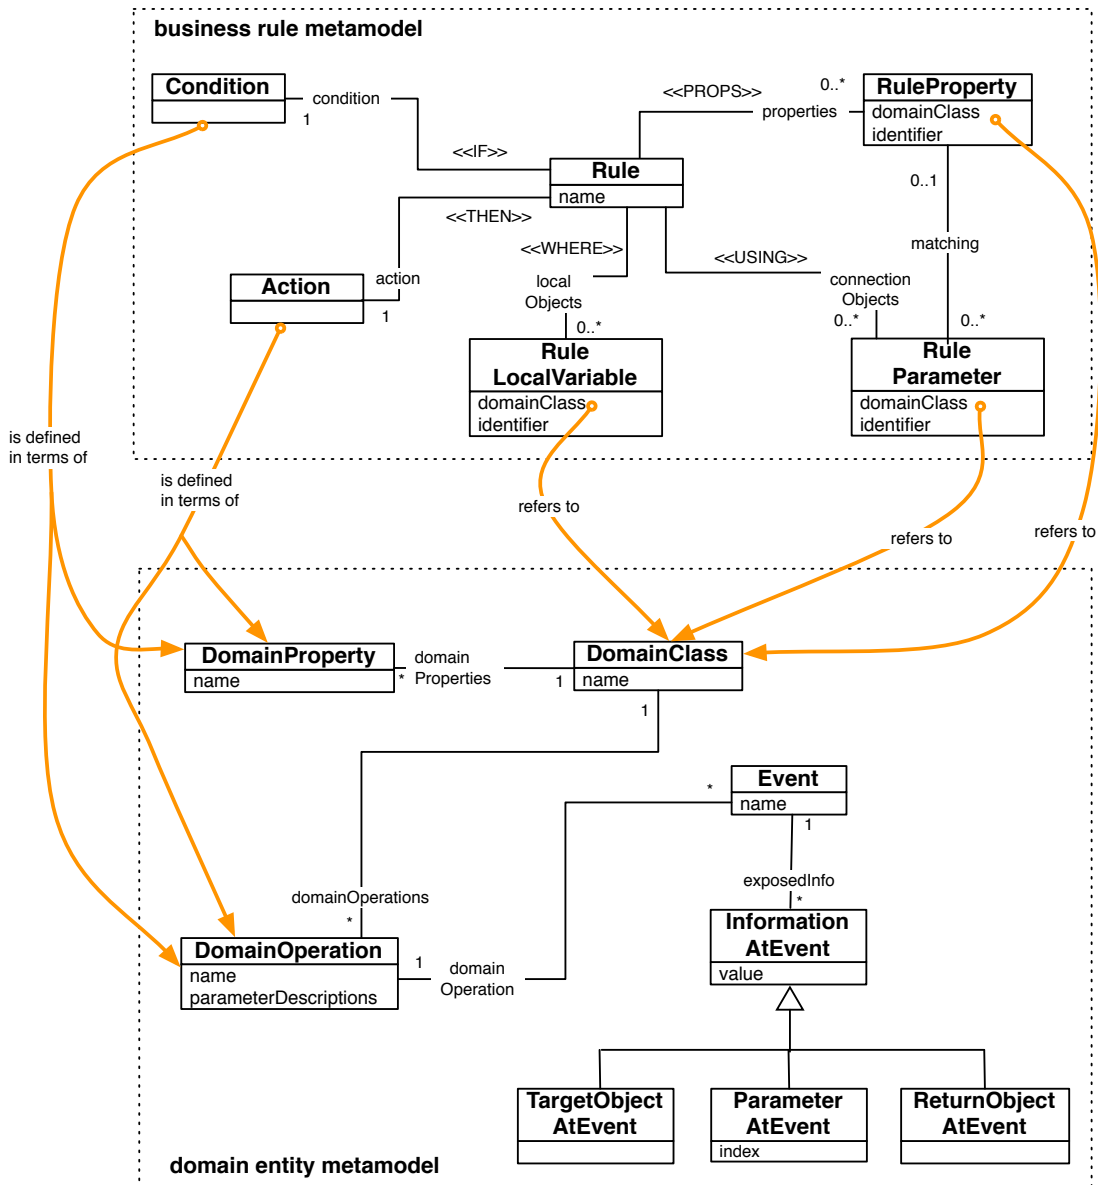 business rule metamodel
Condition
condition
1
<<IF>>
<<PROPS>>
0..*
properties
RuleProperty
domainClass
identifier
Rule
name
0..1
<<THEN>>
<<WHERE>>
matching
<<USING>>
Action
action
1
local
Objects
0..*
connection
Objects
0..*
0..*
Rule
LocalVariable
domainClass
identifier
Rule
Parameter
domainClass
identifier
is defined
in terms of
is defined
in terms of
refers to
refers to
refers to
DomainProperty
name
*
domain
Properties
1
DomainClass
name
1
Event
name
*
1
exposedInfo
*
domainOperations
*
DomainOperation
name
parameterDescriptions
1
domain
Operation
Information
AtEvent
value
TargetObject
AtEvent
Parameter
AtEvent
index
ReturnObject
AtEvent
domain entity metamodel